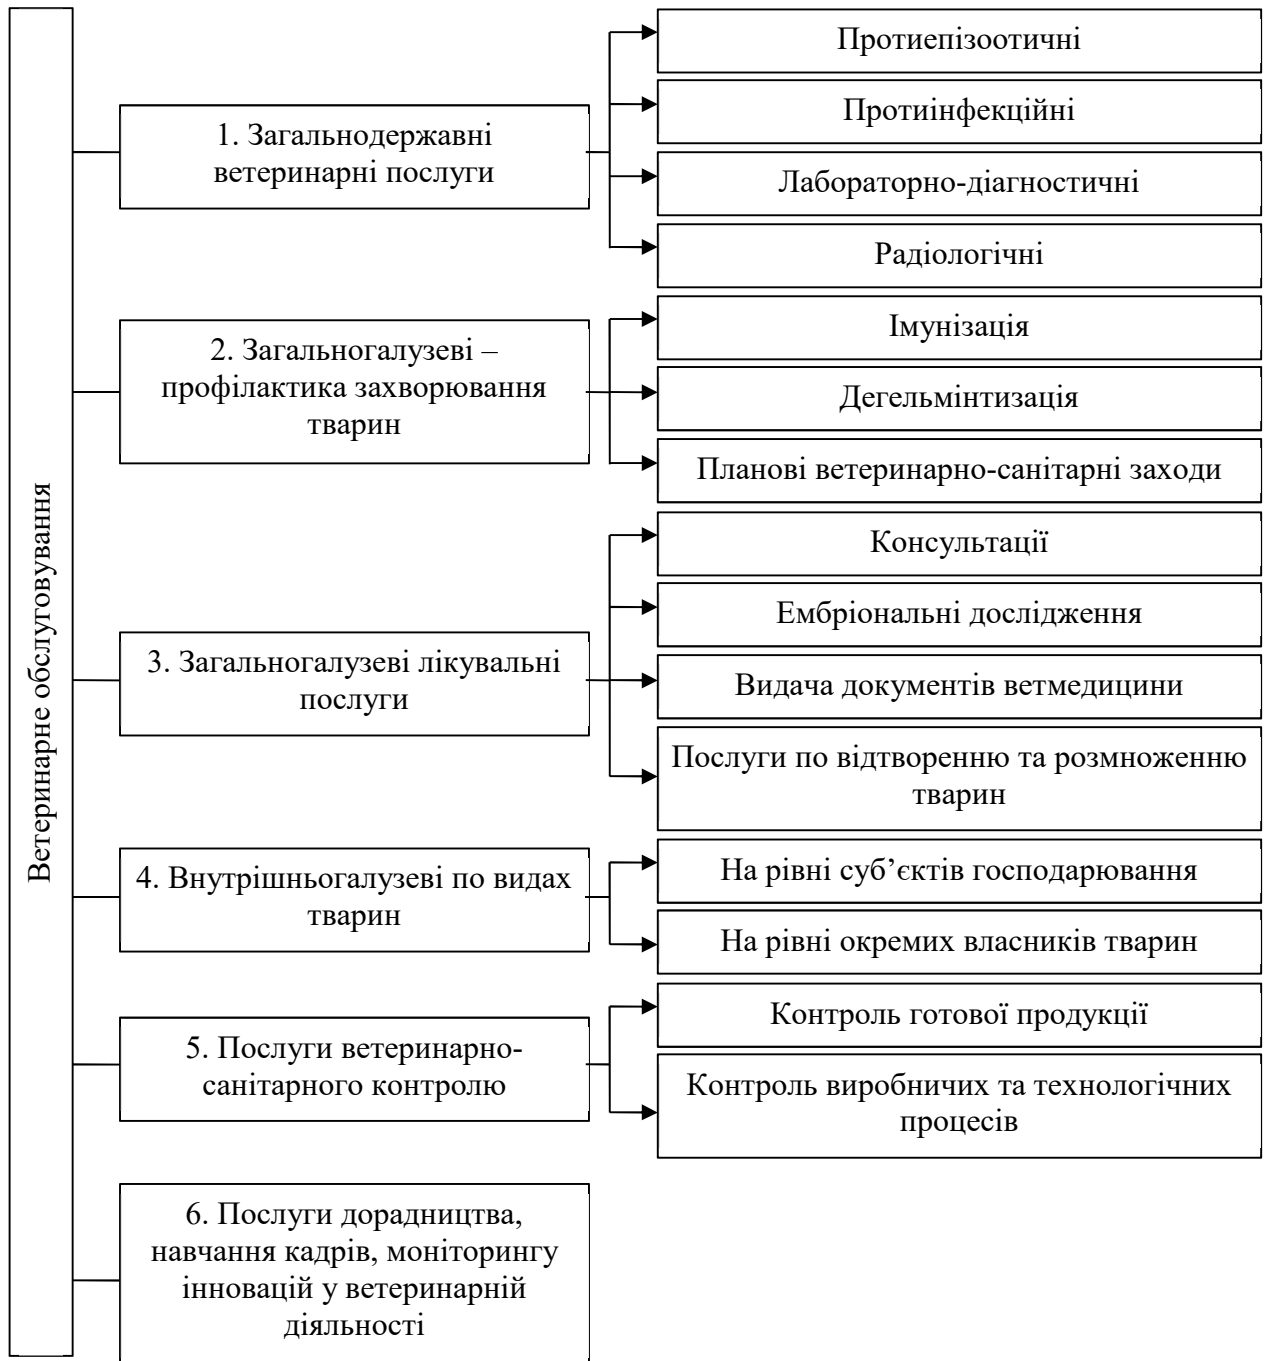 Ветеринарне обслуговування
1. Загальнодержавні
ветеринарні послуги
Протиепізоотичні
Протиінфекційні
Лабораторно-діагностичні
Радіологічні
2. Загальногалузеві –
профілактика захворювання
тварин
Імунізація
Дегельмінтизація
Планові ветеринарно-санітарні заходи
3. Загальногалузеві лікувальні
послуги
Консультації
Ембріональні дослідження
Видача документів ветмедицини
Послуги по відтворенню та розмноженню
тварин
4. Внутрішньогалузеві по видах
тварин
На рівні суб’єктів господарювання
На рівні окремих власників тварин
5. Послуги ветеринарно-
санітарного контролю
Контроль готової продукції
Контроль виробничих та технологічних
процесів
6. Послуги дорадництва,
навчання кадрів, моніторингу
інновацій у ветеринарній
діяльності